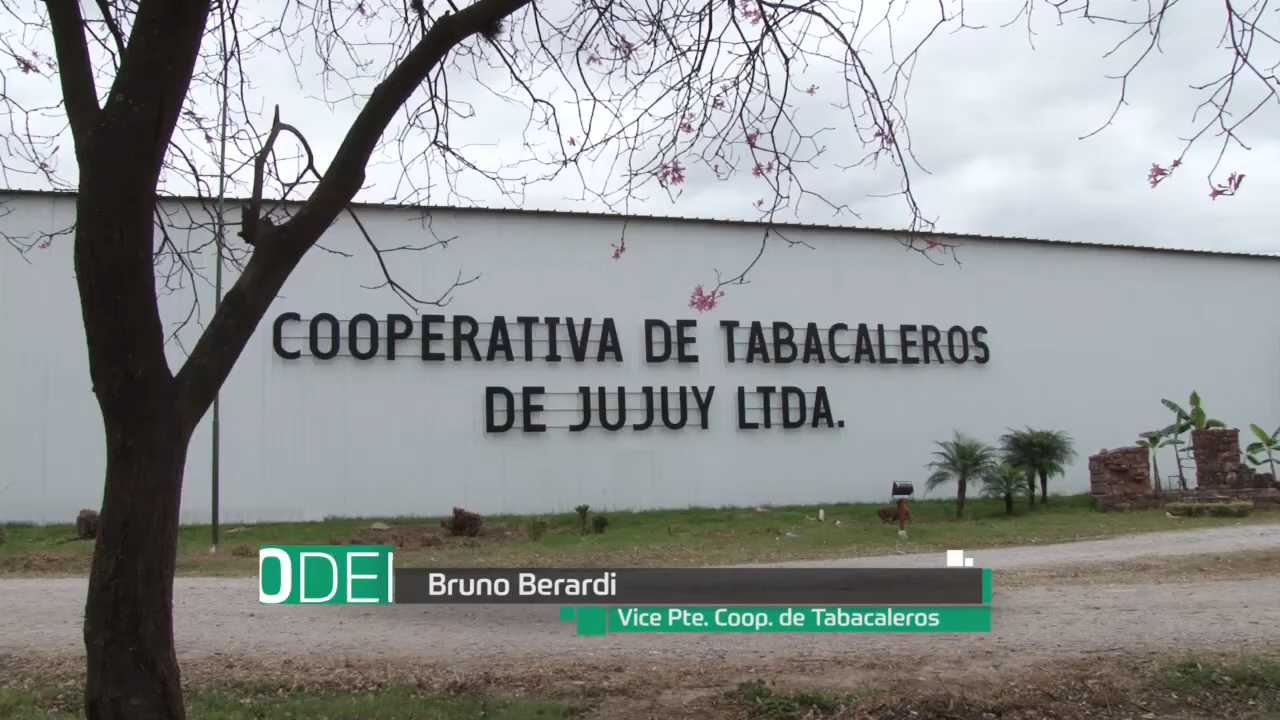 COOPERATIVA DE TABACALEROS
DE JUJUY LTDA.
ODEI
Bruno Berardi
Vice Pte. Coop. de Tabacaleros